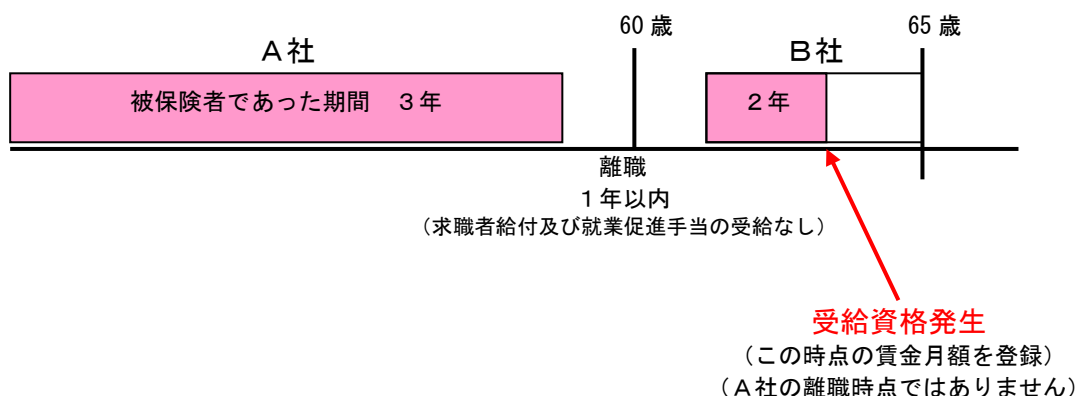 60 歳
65 歳
Ａ社
Ｂ社
被保険者であった期間　３年
２年
離職
１年以内
（求職者給付及び就業促進手当の受給なし）
受給資格発生
（この時点の賃金月額を登録）
（Ａ社の離職時点ではありません）